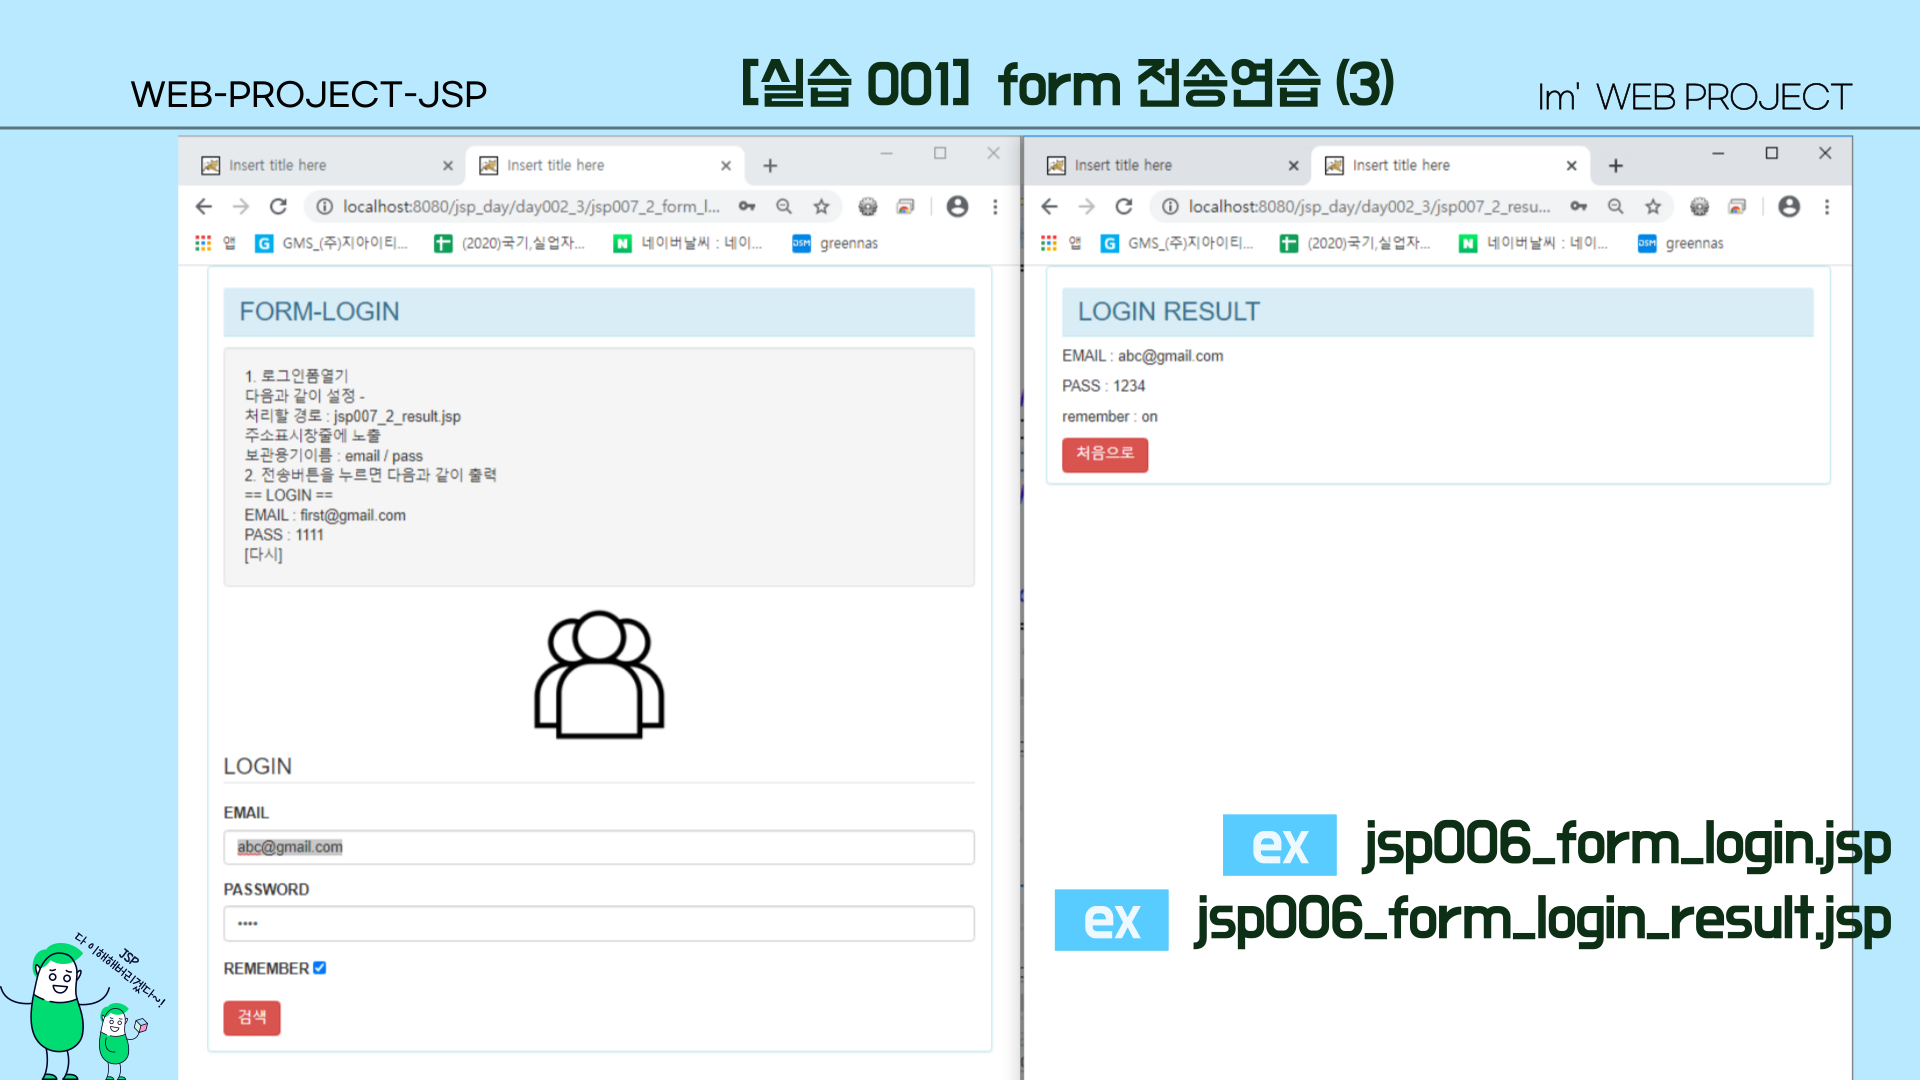 WEB-PROJECT-JSP
[실습 001] form 전송연습 (3)
Im' WEB PROJECT
Insert title here
Insert title here
localhost:8080/jsp_day/day002_3/jsp007_2_form_l...
앱
GMS_(주)지아이티...
(2020)국기,실업자...
네이버날씨 : 네이...
DSM
greennas
FORM-LOGIN
1. 로그인폼열기
다음과 같이 설정 -
처리할 경로 : jsp007_2_result.jsp
주소표시창줄에 노출
보관용기이름 : email / pass
2. 전송버튼을 누르면 다음과 같이 출력
== LOGIN ==
EMAIL : first@gmail.com
PASS : 1111
[다시]
LOGIN
EMAIL
abc@gmail.com
PASSWORD
••••
REMEMBER
검색
Insert title here
Insert title here
localhost:8080/jsp_day/day002_3/jsp007_2_resu...
앱
GMS_(주)지아이티...
(2020)국기,실업자...
네이버날씨 : 네이...
DSM
greennas
LOGIN RESULT
EMAIL : abc@gmail.com
PASS : 1234
remember : on
처음으로
ex jsp006_form_login.jsp
ex jsp006_form_login_result.jsp
JSP
다 이해해버리겠다~!